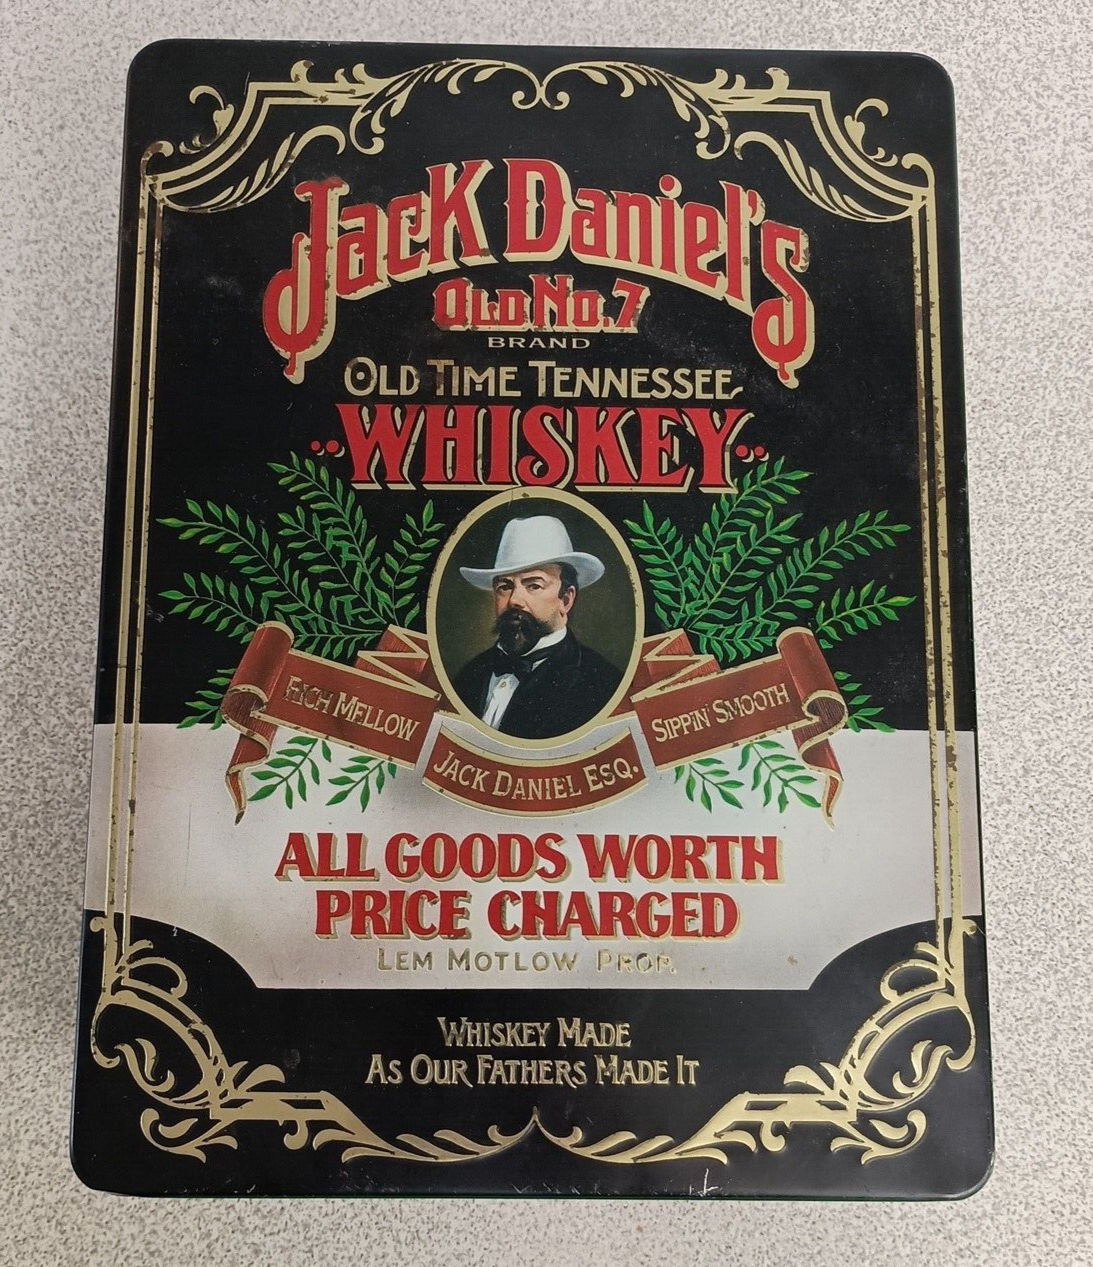 Jack Daniel's
Old No. 7
BRAND
Old Time Tennessee
WHISKEY
Rich Mellow
Sippin' Smooth
Jack Daniel Esq.
ALL GOODS WORTH
PRICE CHARGED
LEM MOTLOW PROP.
Whiskey Made
As Our Fathers Made It